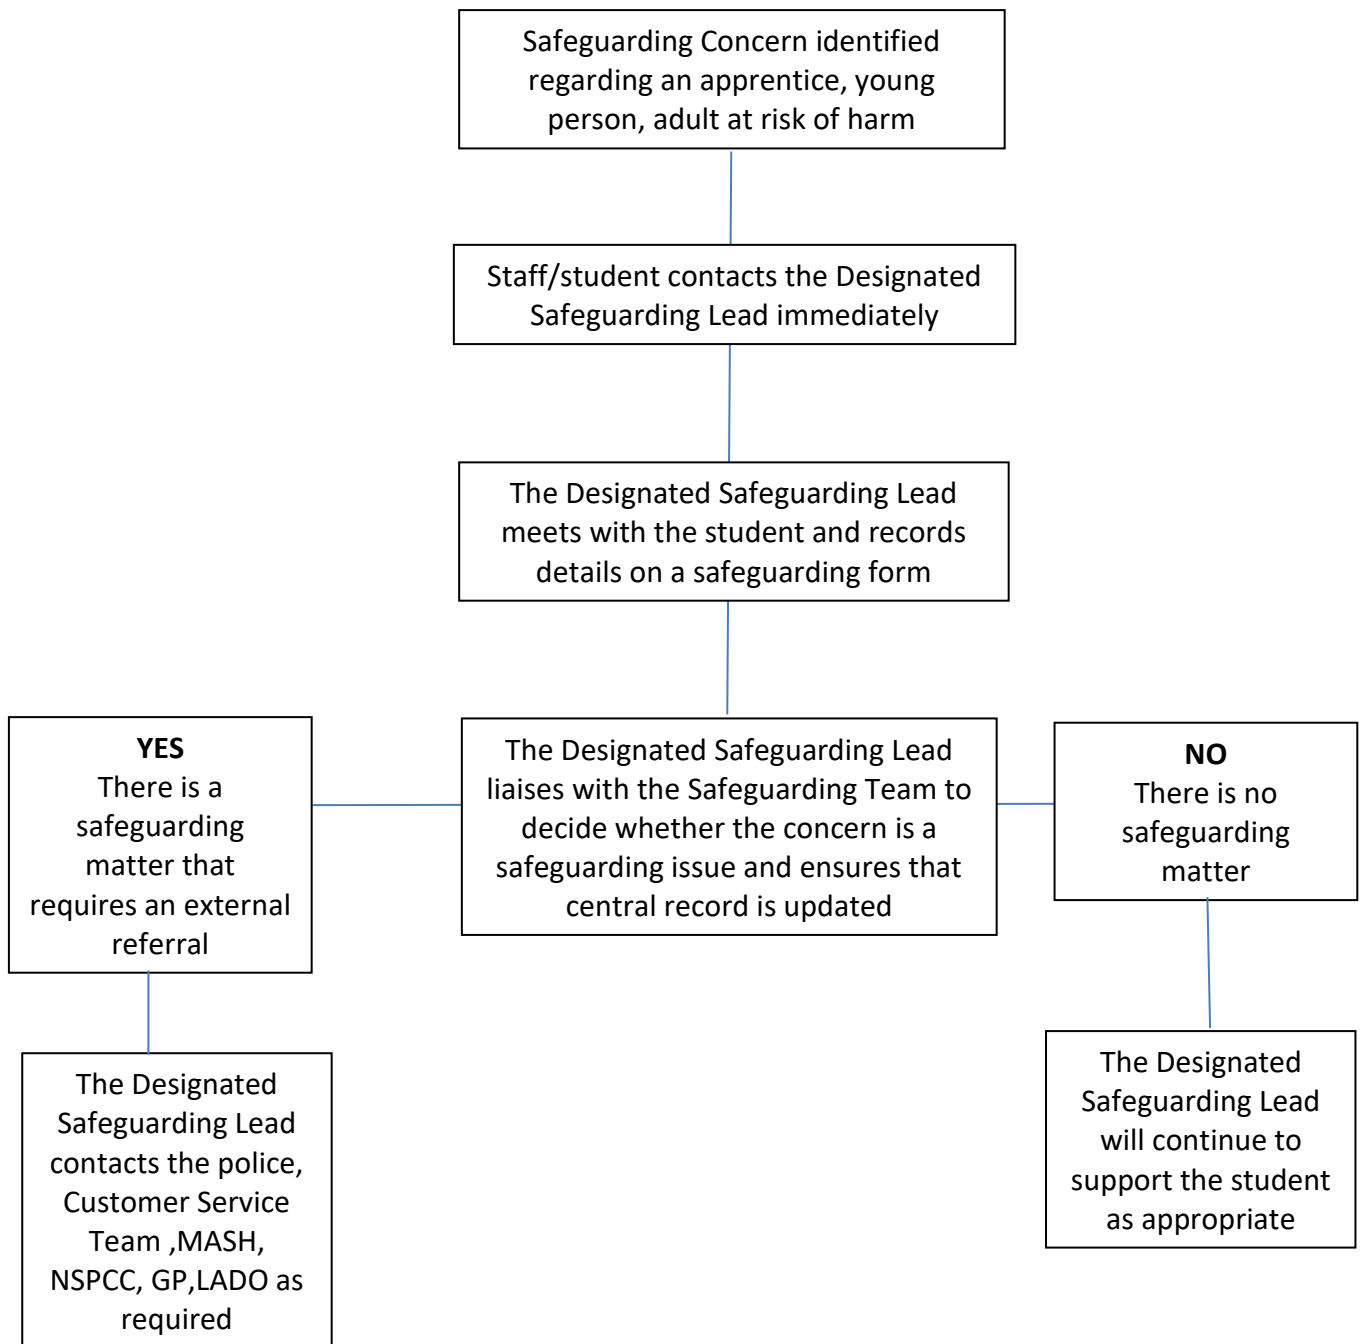 Safeguarding Concern identified
regarding an apprentice, young
person, adult at risk of harm
Staff/student contacts the Designated
Safeguarding Lead immediately
The Designated Safeguarding Lead
meets with the student and records
details on a safeguarding form
YES
There is a
safeguarding
matter that
requires an external
referral
The Designated Safeguarding Lead
liaises with the Safeguarding Team to
decide whether the concern is a
safeguarding issue and ensures that
central record is updated
NO
There is no
safeguarding
matter
The Designated
Safeguarding Lead
contacts the police,
Customer Service
Team ,MASH,
NSPCC, GP,LADO as
required
The Designated
Safeguarding Lead
will continue to
support the student
as appropriate